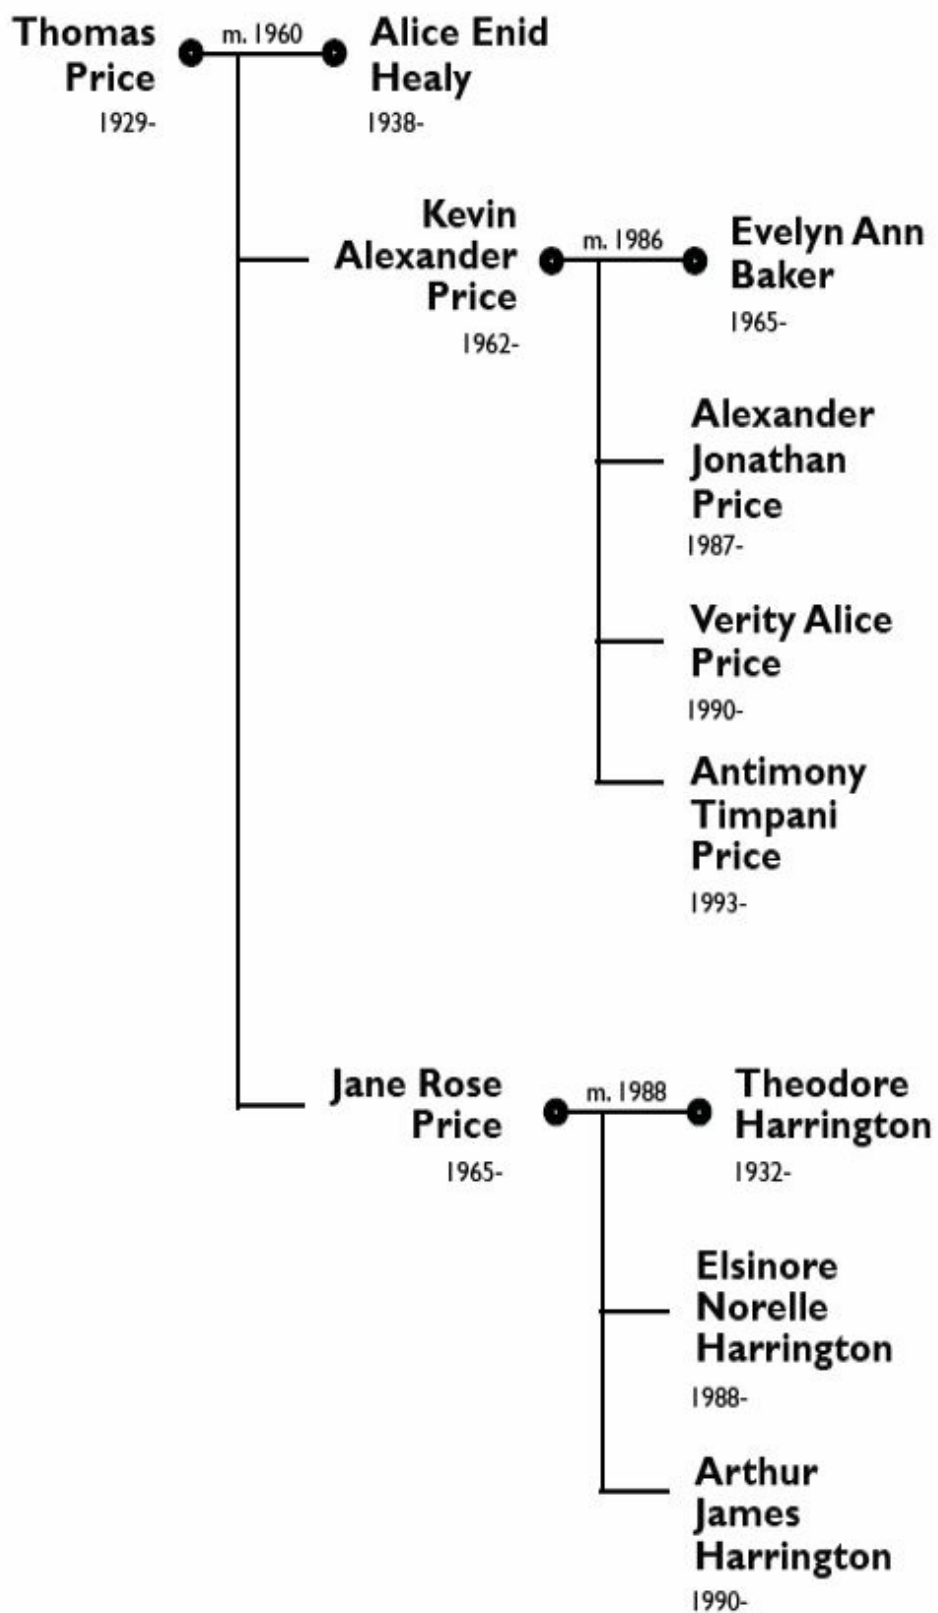 Thomas
Price
1929-
m. 1960
Alice Enid
Healy
1938-
Kevin
Alexander
Price
1962-
m. 1986
Evelyn Ann
Baker
1965-
Alexander
Jonathan
Price
1987-
Verity Alice
Price
1990-
Antimony
Timpani
Price
1993-
Jane Rose
Price
1965-
m. 1988
Theodore
Harrington
1932-
Elsinore
Norelle
Harrington
1988-
Arthur
James
Harrington
1990-